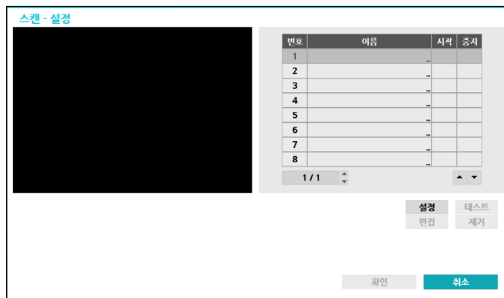 스캔 - 설정
번호 이름 시작 중지
1 ...
2 ...
3 ...
4 ...
5 ...
6 ...
7 ...
8 ...
1 / 1
설정 테스트
편집 제거
확인 취소